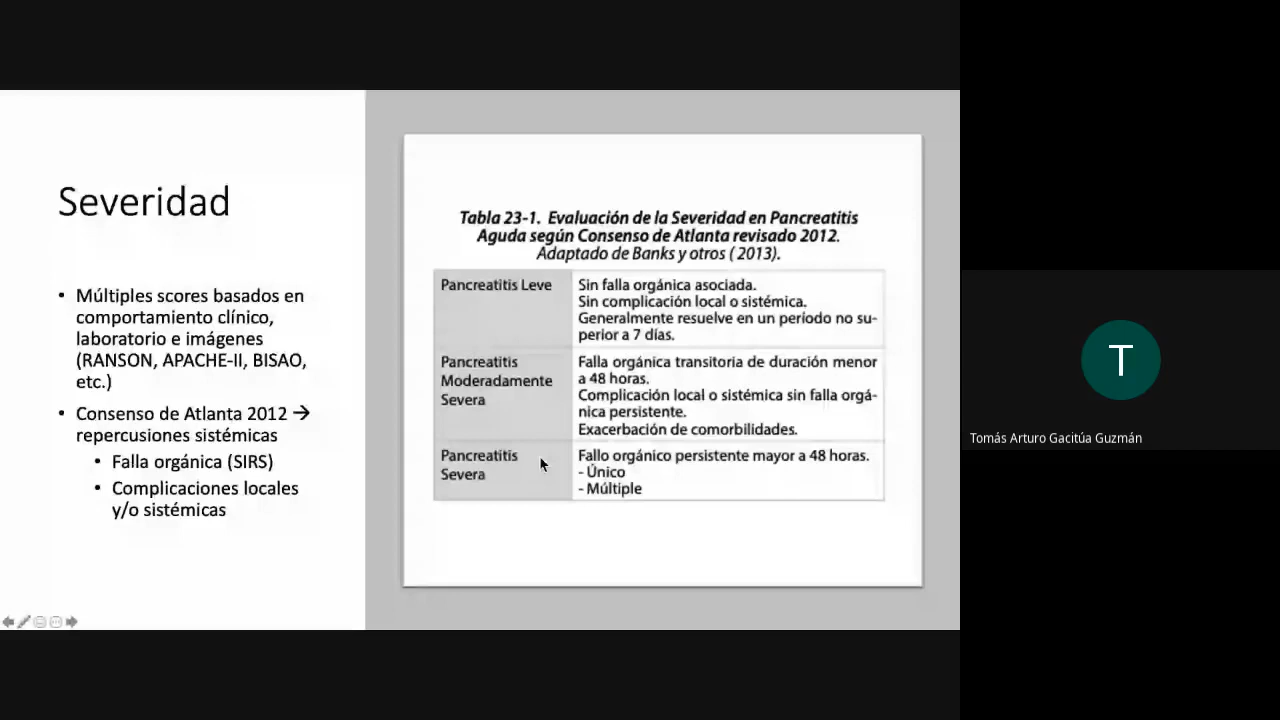 Severidad
• Múltiples scores basados en
comportamiento clínico,
laboratorio e imágenes
(RANSON, APACHE-II, BISAO,
etc.)
• Consenso de Atlanta 2012 →
repercusiones sistémicas
• Falla orgánica (SIRS)
• Complicaciones locales
y/o sistémicas
Tabla 23-1. Evaluación de la Severidad en Pancreatitis
Aguda según Consenso de Atlanta revisado 2012.
Adaptado de Banks y otros ( 2013).
Pancreatitis Leve
Sin falla orgánica asociada.
Sin complicación local o sistémica.
Generalmente resuelve en un período no su-
perior a 7 días.
Pancreatitis
Moderadamente
Severa
Falla orgánica transitoria de duración menor
a 48 horas.
Complicación local o sistémica sin falla orgá-
nica persistente.
Exacerbación de comorbilidades.
Pancreatitis
Severa
Fallo orgánico persistente mayor a 48 horas.
- Único
- Múltiple
T
Tomás Arturo Gacitúa Guzmán